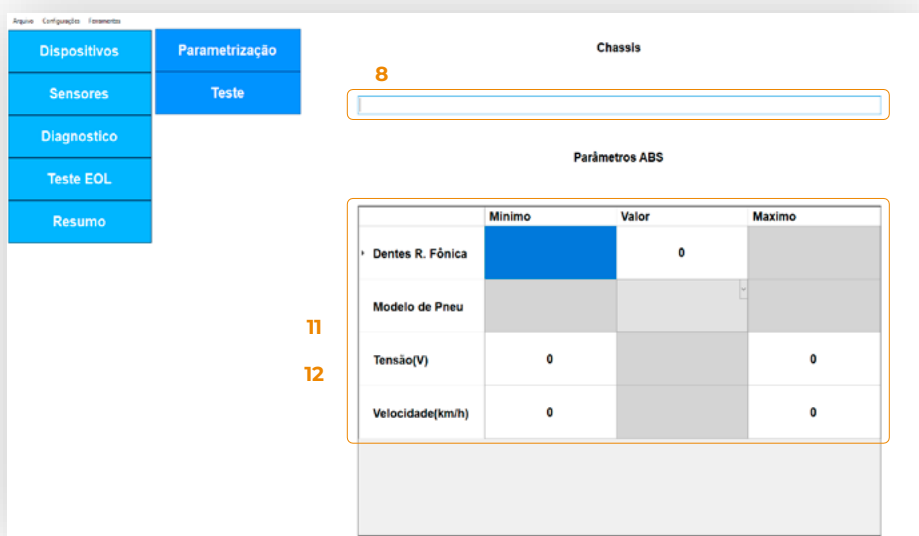 Arquivo Configurações Ferramentas
Dispositivos
Sensores
Diagnostico
Teste EOL
Resumo
Parametrização
Teste
Chassis
8
Parâmetros ABS
11
12
Minimo Valor Maximo
Dentes R. Fônica 0
Modelo de Pneu
Tensão(V) 0 0
Velocidade(km/h) 0 0